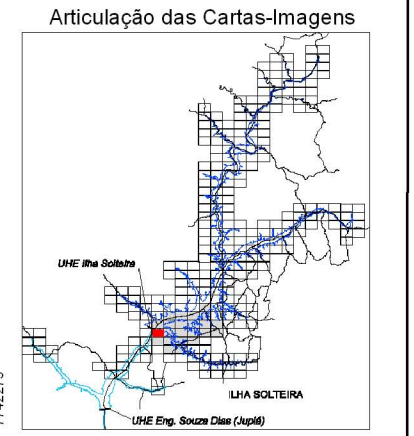 Articulação das Cartas-Imagens
UHE Ilha Solteira
ILHA SOLTEIRA
UHE Eng. Souza Dias (Jupiá)